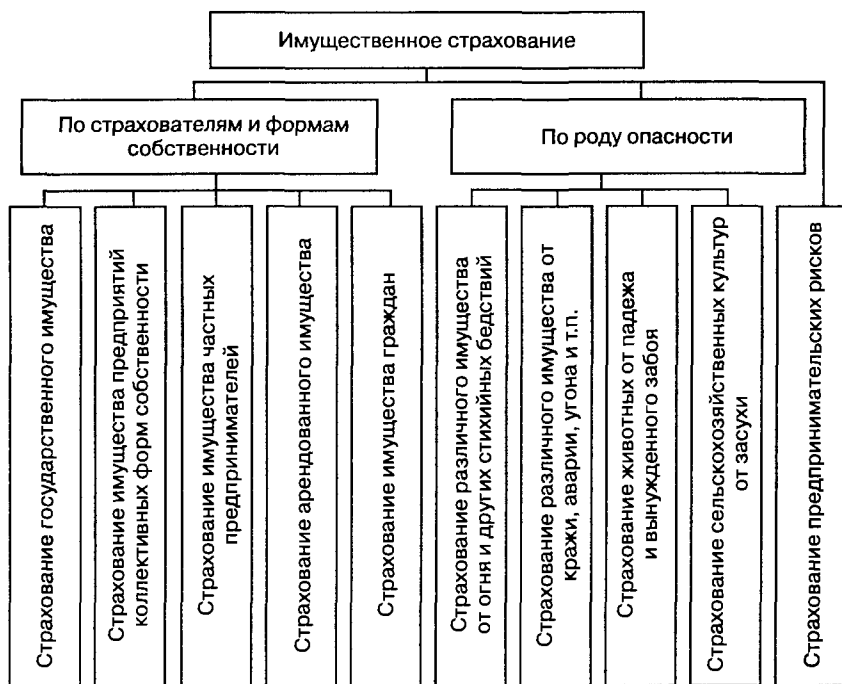 Имущественное страхование
По страхователям и формам
собственности
По роду опасности
Страхование государственного имущества
Страхование имущества предприятий
коллективных форм собственности
Страхование имущества частных
предпринимателей
Страхование арендованного имущества
Страхование имущества граждан
Страхование различного имущества
от огня и других стихийных бедствий
Страхование различного имущества от
кражи, аварии, угона и т.п.
Страхование животных от падежа
и вынужденного забоя
Страхование сельскохозяйственных культур
от засухи
Страхование предпринимательских рисков